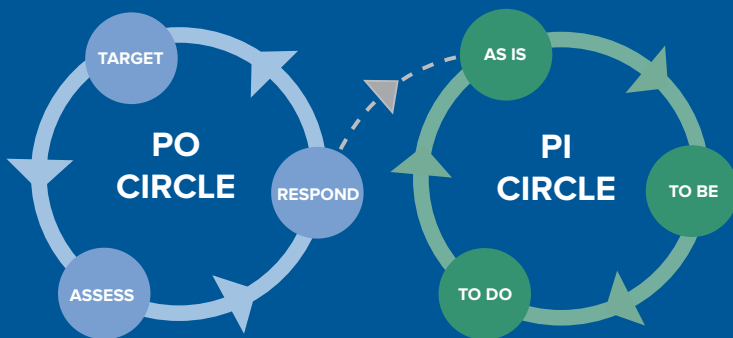 TARGET
PO
CIRCLE
RESPOND
ASSESS
AS IS
PI
CIRCLE
TO BE
TO DO